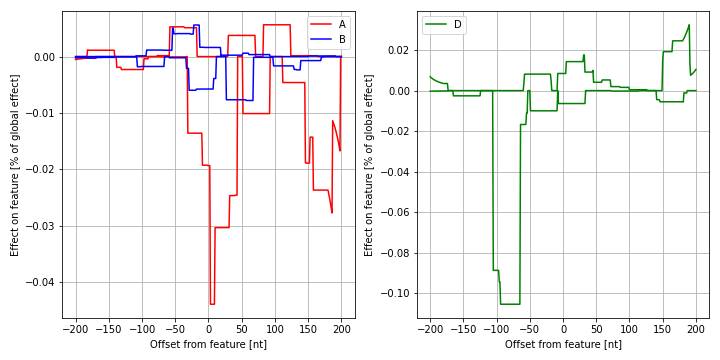 A
B
0.00
−0.01
−0.02
−0.03
−0.04
Effect on feature [% of global effect]
−200 −150 −100 −50 0 50 100 150 200
Offset from feature [nt]
D
0.02
0.00
−0.02
−0.04
−0.06
−0.08
−0.10
Effect on feature [% of global effect]
−200 −150 −100 −50 0 50 100 150 200
Offset from feature [nt]